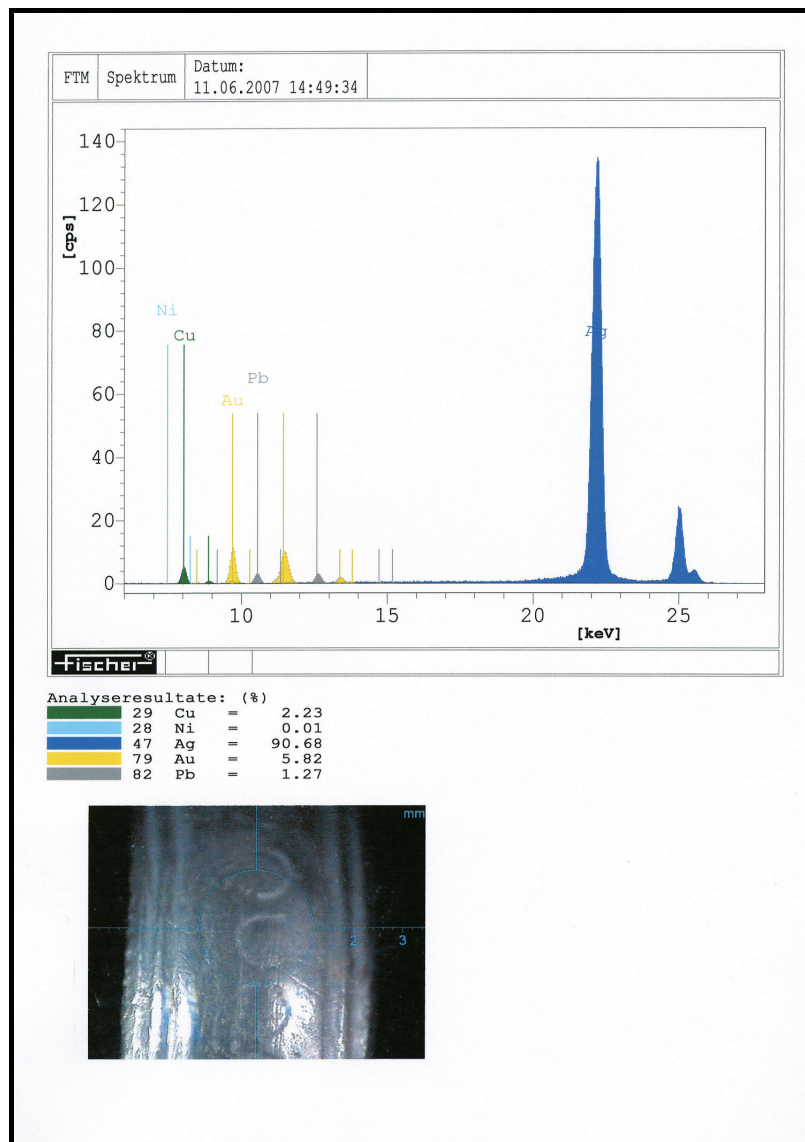 FTM Spektrum Datum:
11.06.2007 14:49:34
140
120
100
80
60
40
20
0
[cps]
Ni
Cu
Au
Pb
Ag
10 15 20 25
[keV]
Fischer®
Analyseresultate: (%)
29 Cu = 2.23
28 Ni = 0.01
47 Ag = 90.68
79 Au = 5.82
82 Pb = 1.27
mm
2 3